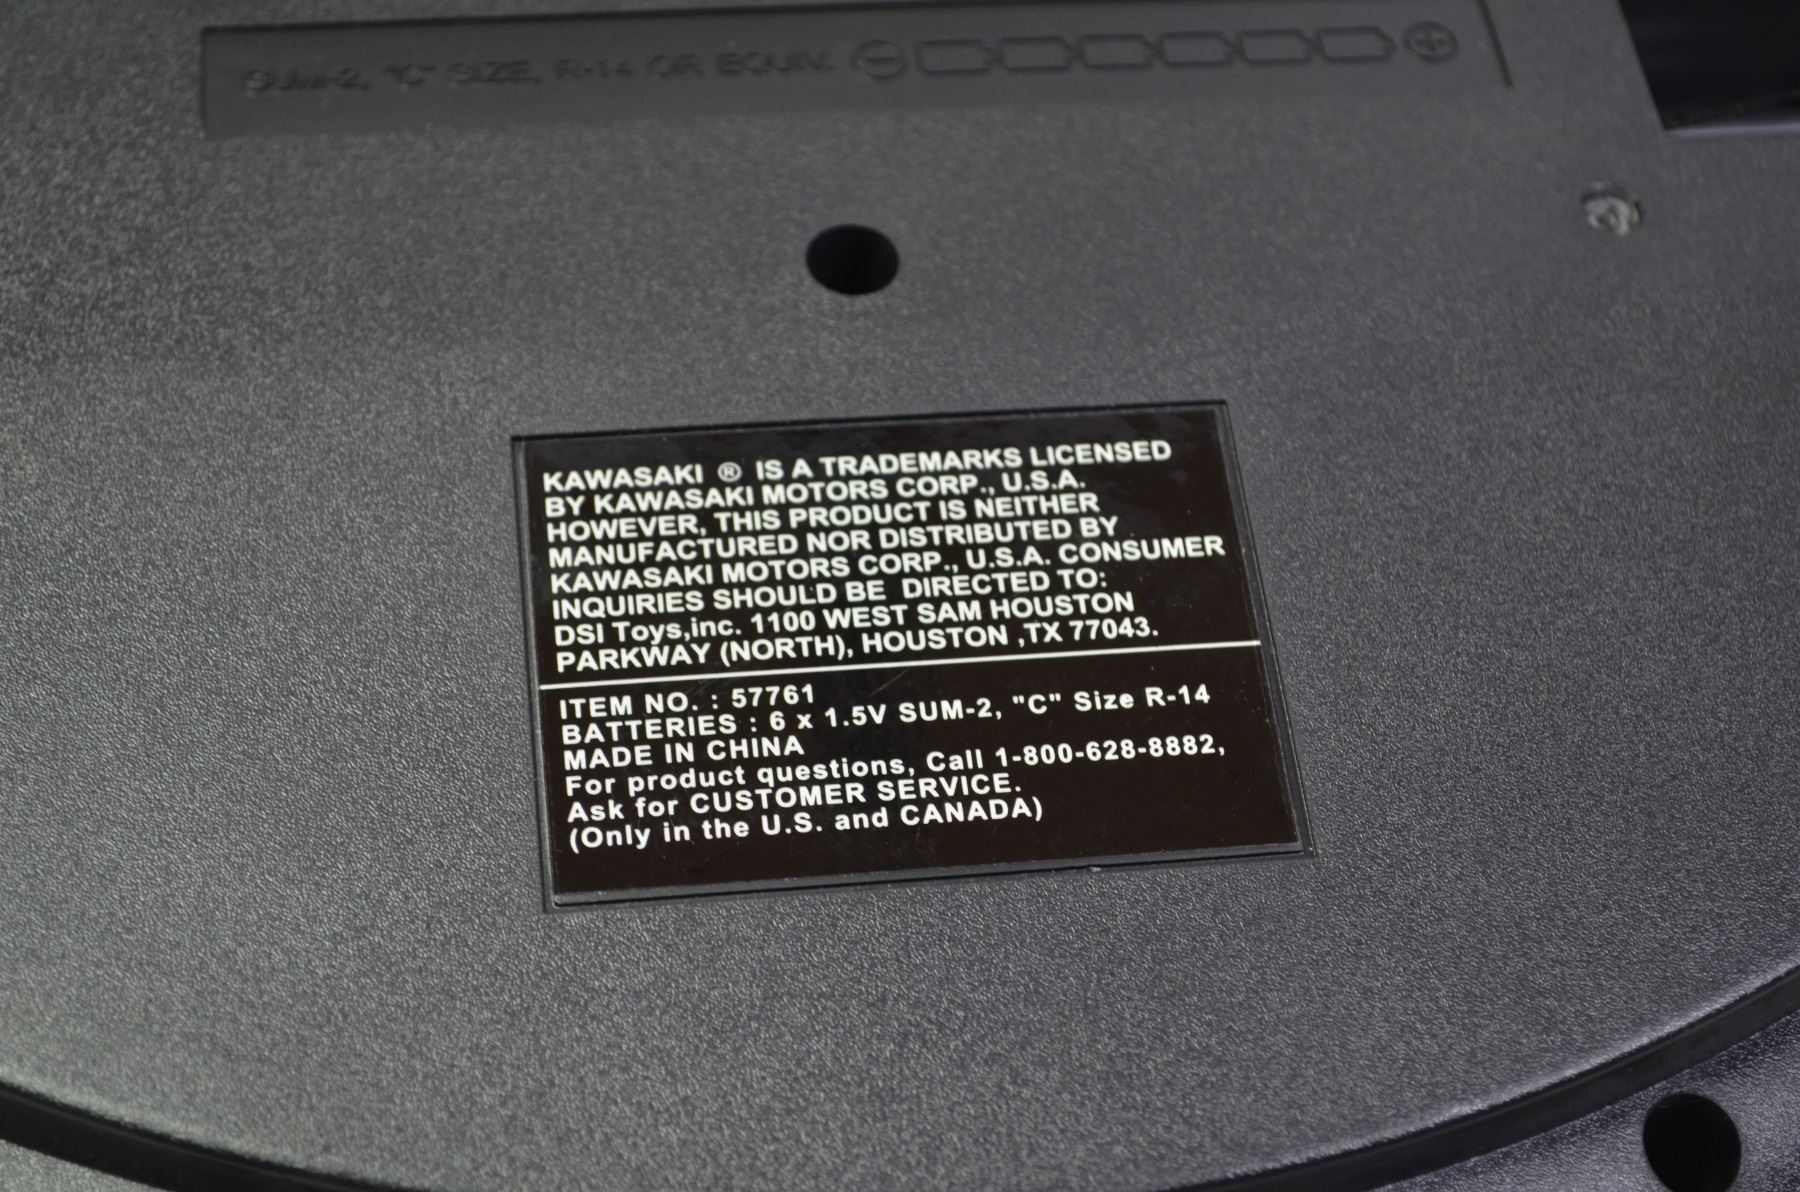 SUM-2, "C" SIZE, R-14 OR EQUIV.
KAWASAKI ® IS A TRADEMARKS LICENSED
BY KAWASAKI MOTORS CORP., U.S.A.
HOWEVER, THIS PRODUCT IS NEITHER
MANUFACTURED NOR DISTRIBUTED BY
KAWASAKI MOTORS CORP., U.S.A. CONSUMER
INQUIRIES SHOULD BE DIRECTED TO:
DSI Toys,inc. 1100 WEST SAM HOUSTON
PARKWAY (NORTH), HOUSTON ,TX 77043.
ITEM NO. : 57761
BATTERIES : 6 x 1.5V SUM-2, "C" Size R-14
MADE IN CHINA
For product questions, Call 1-800-628-8882,
Ask for CUSTOMER SERVICE.
(Only in the U.S. and CANADA)